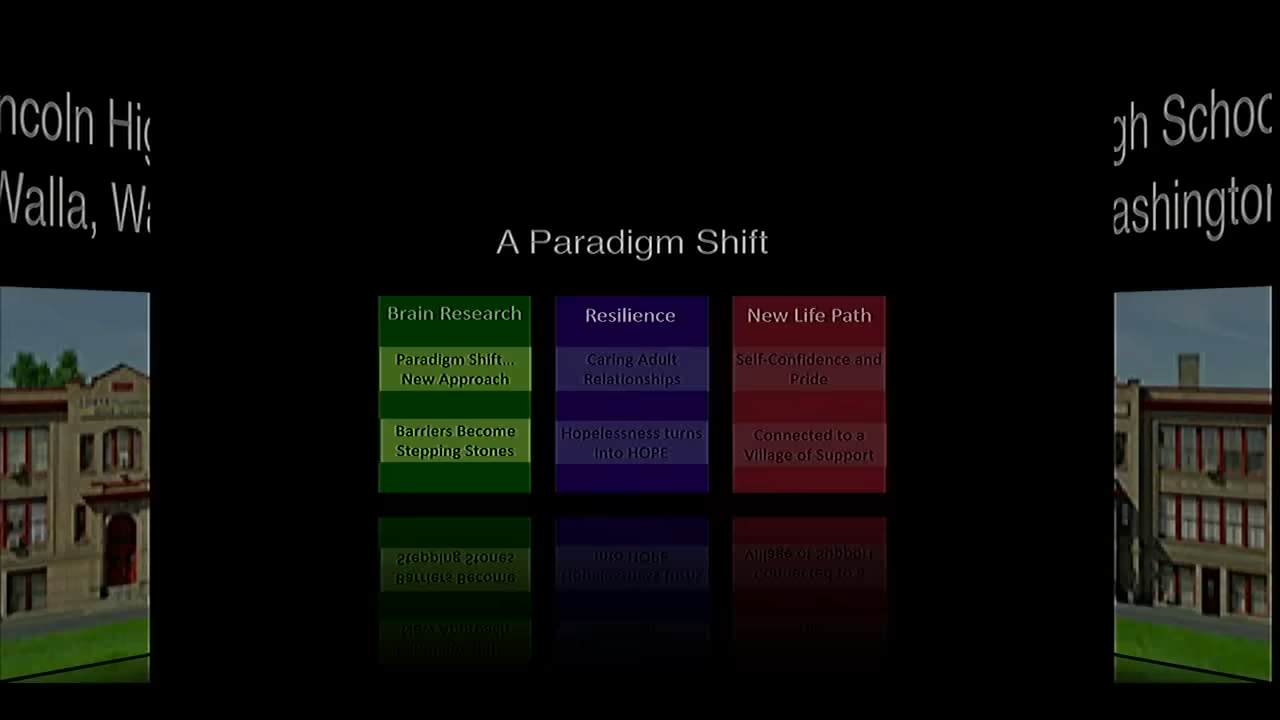 ncoln Hig
Walla, Wa
gh Schoo
ashington
A Paradigm Shift
Brain Research
Paradigm Shift...
New Approach
Barriers Become
Stepping Stones
Resilience
Caring Adult
Relationships
Hopelessness turns
into HOPE
New Life Path
Self-Confidence and
Pride
Connected to a
Village of Support